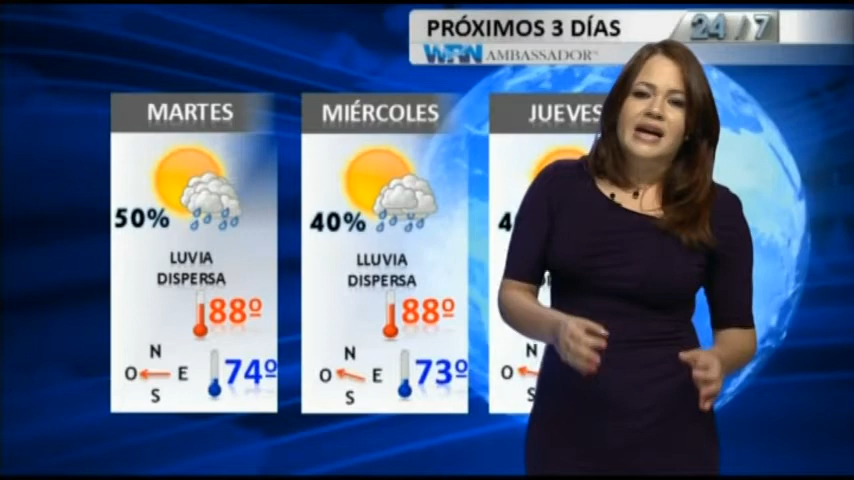 PRÓXIMOS 3 DÍAS
24/7
WRN AMBASSADOR
MARTES
50%
LUVIA
DISPERSA
88º
N
O E
S
74º
MIÉRCOLES
40%
LLUVIA
DISPERSA
88º
N
O E
S
73º
JUEVES
4
O